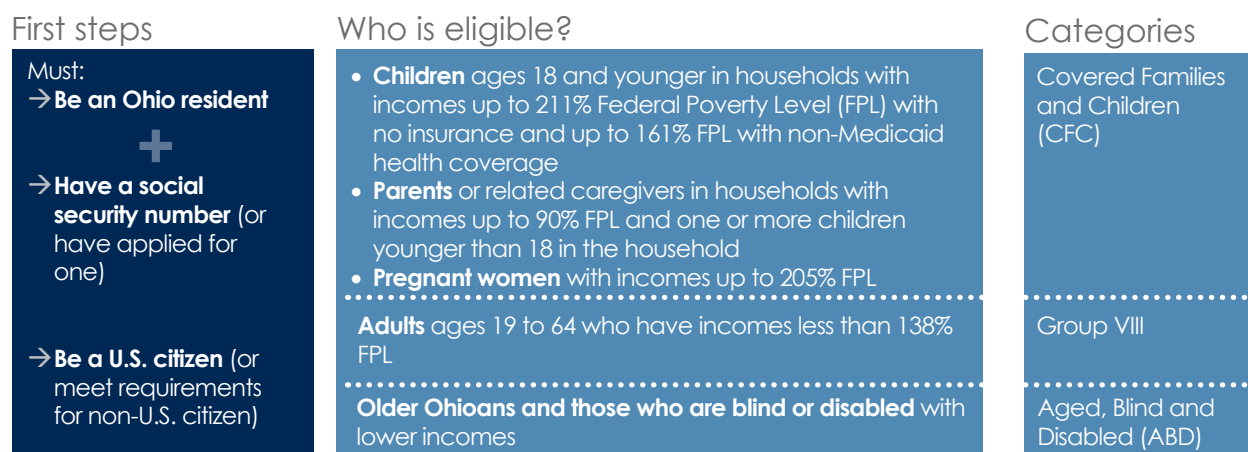 First steps
Must:
→Be an Ohio resident
+
→Have a social
security number (or
have applied for
one)
→Be a U.S. citizen (or
meet requirements
for non-U.S. citizen)
Who is eligible?
• Children ages 18 and younger in households with
incomes up to 211% Federal Poverty Level (FPL) with
no insurance and up to 161% FPL with non-Medicaid
health coverage
• Parents or related caregivers in households with
incomes up to 90% FPL and one or more children
younger than 18 in the household
• Pregnant women with incomes up to 205% FPL
Adults ages 19 to 64 who have incomes less than 138%
FPL
Older Ohioans and those who are blind or disabled with
lower incomes
Categories
Covered Families
and Children
(CFC)
Group VIII
Aged, Blind and
Disabled (ABD)